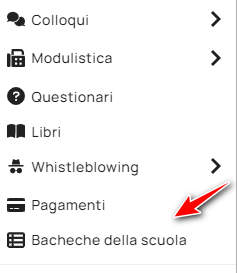 Colloqui
Modulistica
Questionari
Libri
Whistleblowing
Pagamenti
Bacheche della scuola